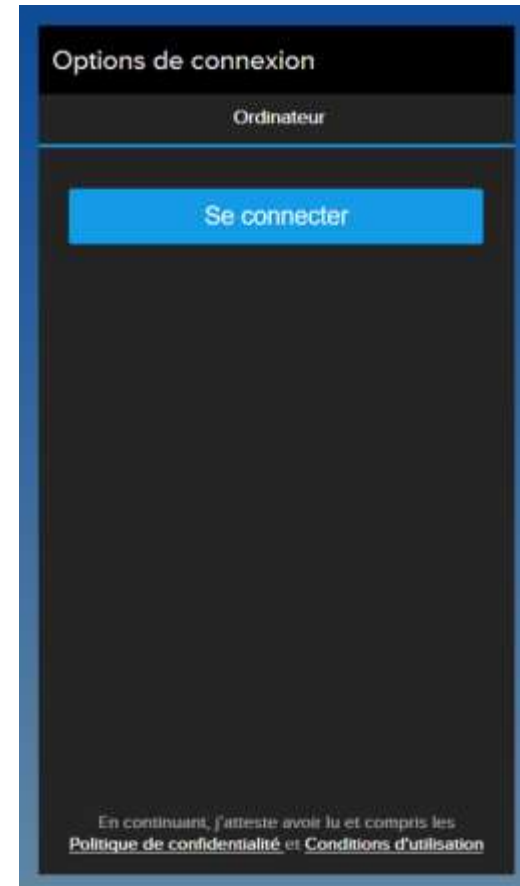 Options de connexion
Ordinateur
Se connecter
En continuant, j'atteste avoir lu et compris les
Politique de confidentialité et Conditions d'utilisation